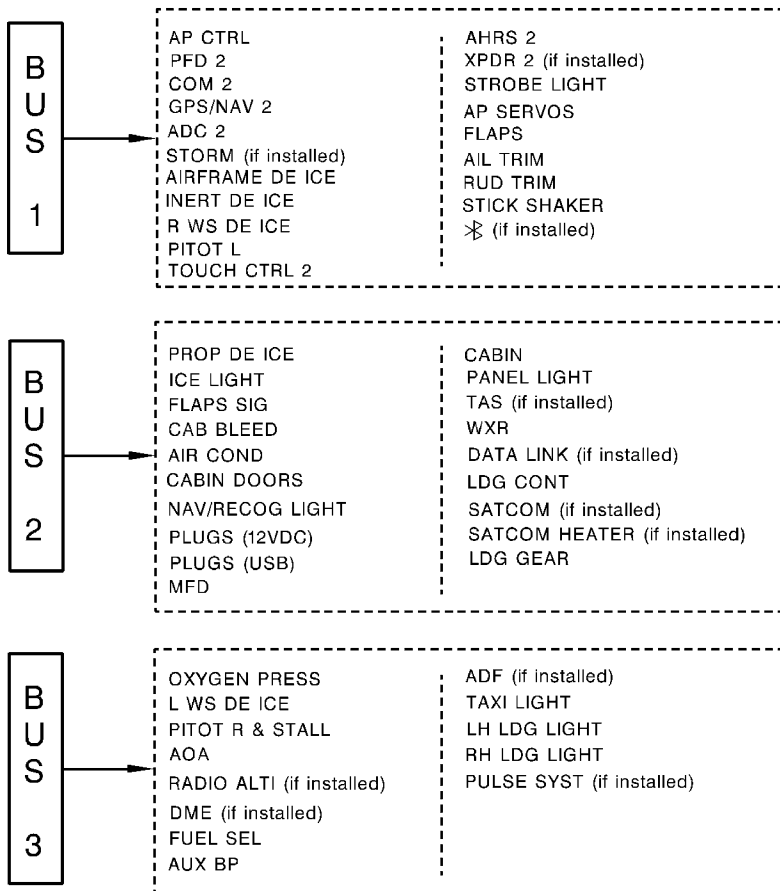 BUS 1
AP CTRL
PFD 2
COM 2
GPS/NAV 2
ADC 2
STORM (if installed)
AIRFRAME DE ICE
INERT DE ICE
R WS DE ICE
PITOT L
TOUCH CTRL 2
AHRS 2
XPDR 2 (if installed)
STROBE LIGHT
AP SERVOS
FLAPS
AIL TRIM
RUD TRIM
STICK SHAKER
(if installed)
BUS 2
PROP DE ICE
ICE LIGHT
FLAPS SIG
CAB BLEED
AIR COND
CABIN DOORS
NAV/RECOG LIGHT
PLUGS (12VDC)
PLUGS (USB)
MFD
CABIN
PANEL LIGHT
TAS (if installed)
WXR
DATA LINK (if installed)
LDG CONT
SATCOM (if installed)
SATCOM HEATER (if installed)
LDG GEAR
BUS 3
OXYGEN PRESS
L WS DE ICE
PITOT R & STALL
AOA
RADIO ALTI (if installed)
DME (if installed)
FUEL SEL
AUX BP
ADF (if installed)
TAXI LIGHT
LH LDG LIGHT
RH LDG LIGHT
PULSE SYST (if installed)